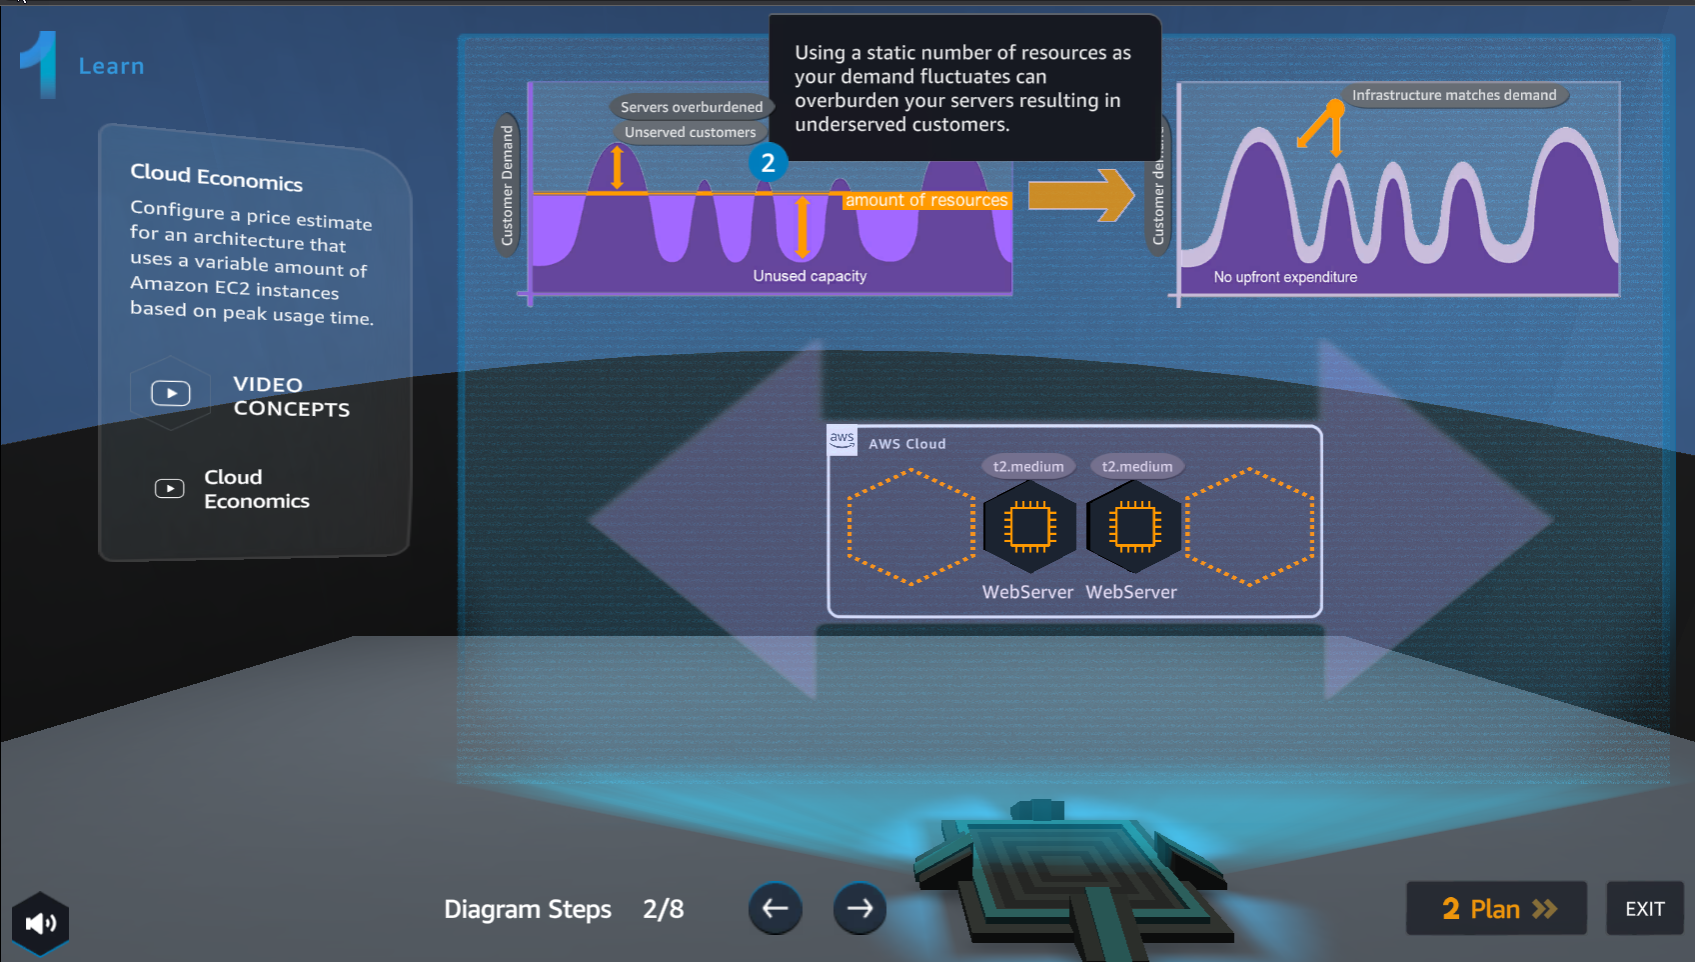 1 Learn
Cloud Economics
Configure a price estimate
for an architecture that
uses a variable amount of
Amazon EC2 instances
based on peak usage time.
VIDEO
CONCEPTS
Cloud
Economics
Using a static number of resources as
your demand fluctuates can
overburden your servers resulting in
underserved customers.
Servers overburdened
Unserved customers
2
Customer Demand
amount of resources
Unused capacity
Infrastructure matches demand
No upfront expenditure
aws
AWS Cloud
t2.medium
t2.medium
WebServer
WebServer
Diagram Steps 2/8
2 Plan
EXIT